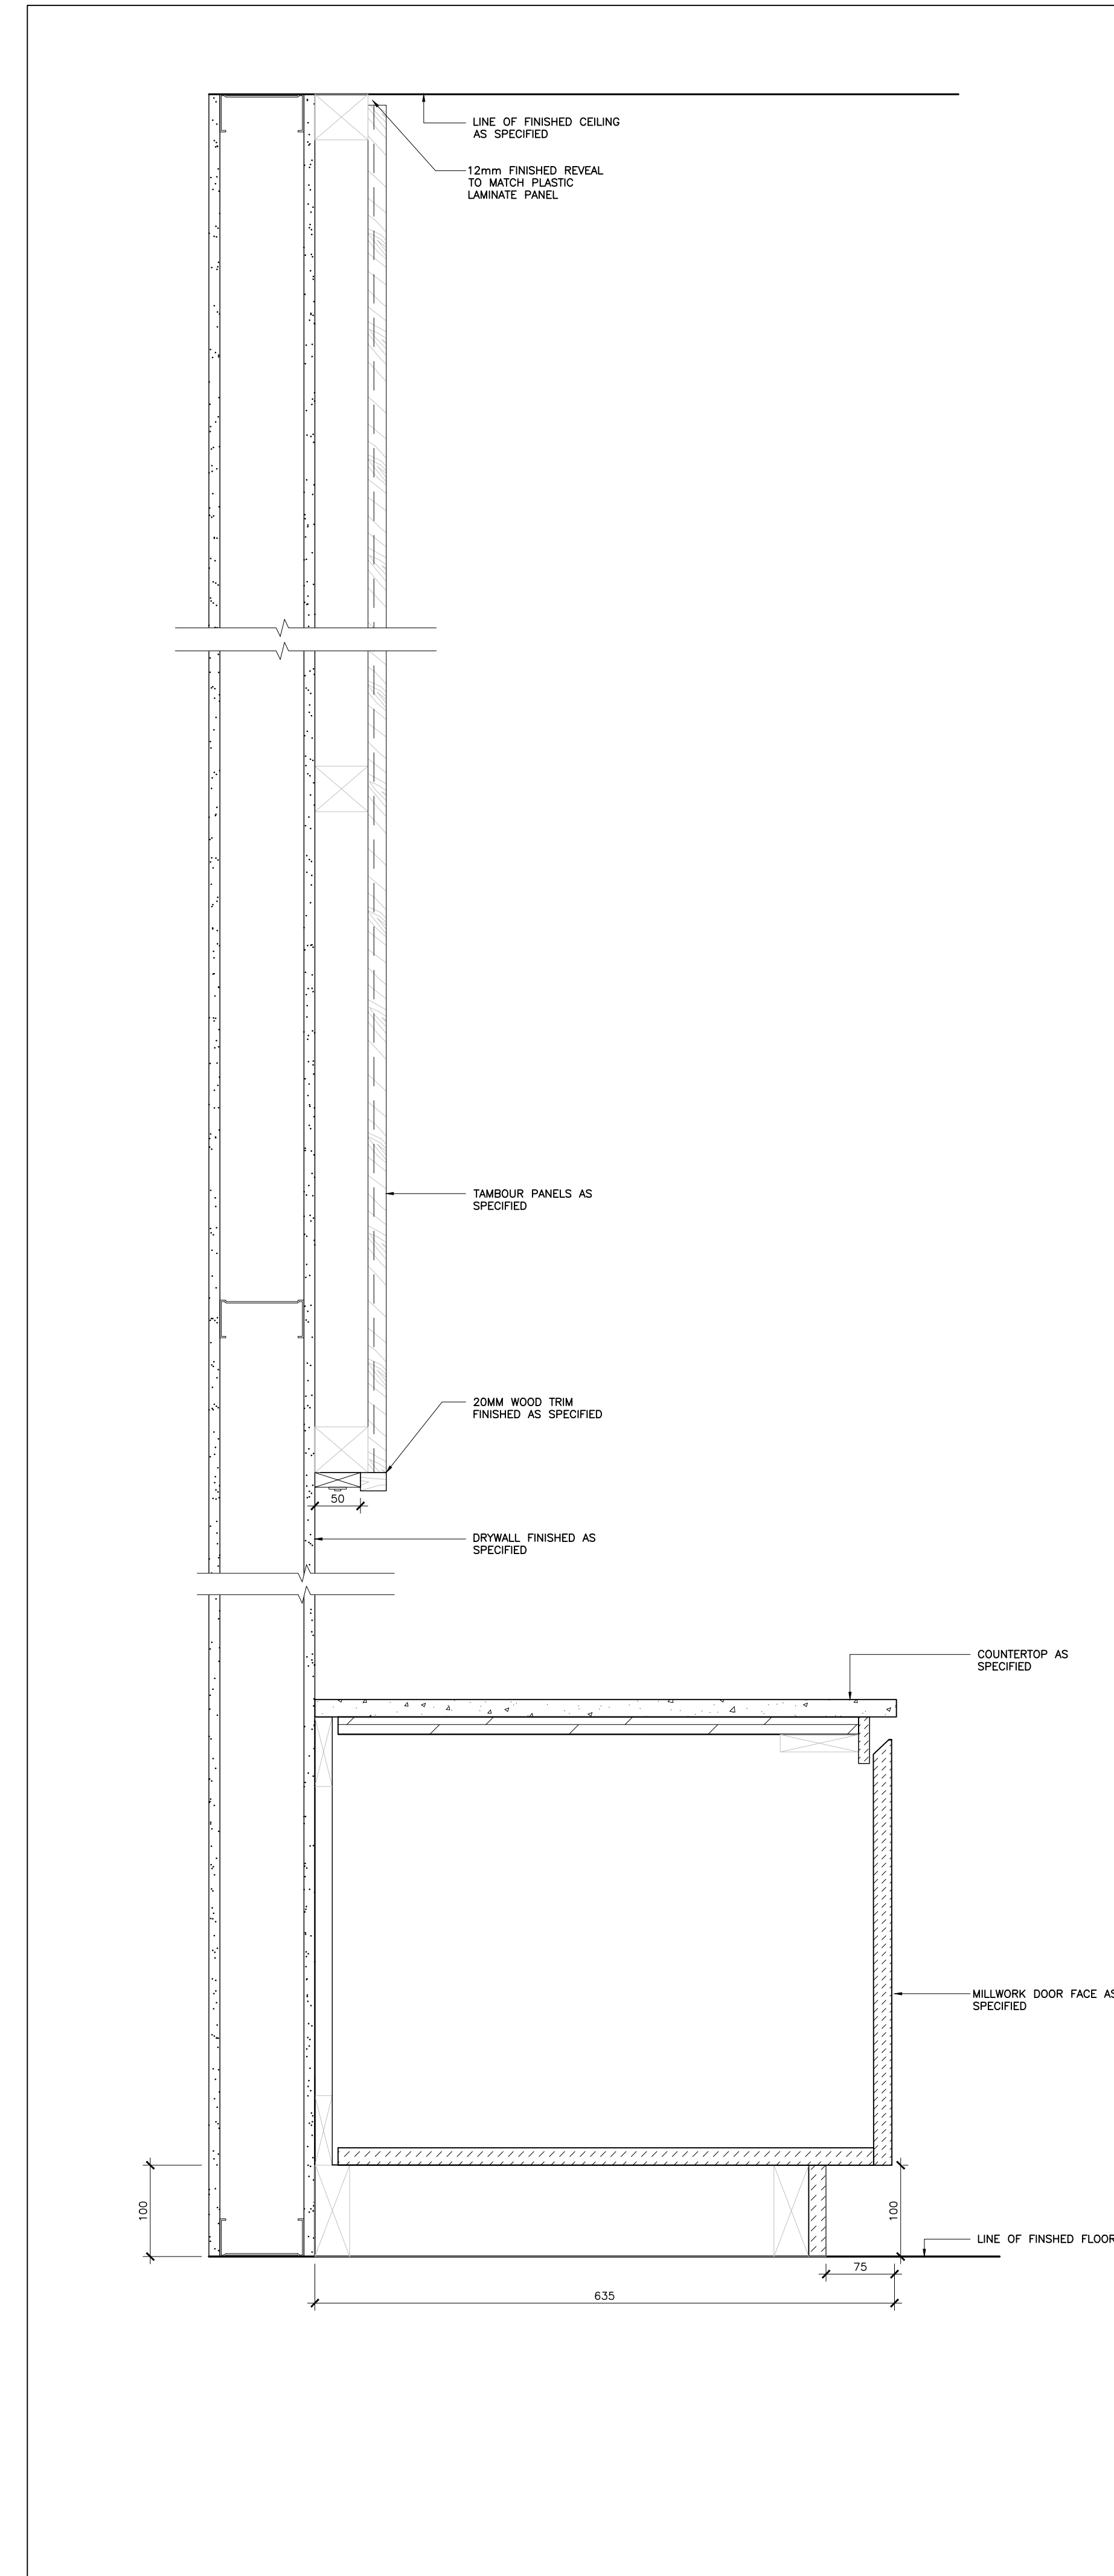 LINE OF FINISHED CEILING
AS SPECIFIED
12mm FINISHED REVEAL
TO MATCH PLASTIC
LAMINATE PANEL
TAMBOUR PANELS AS
SPECIFIED
20MM WOOD TRIM
FINISHED AS SPECIFIED
50
DRYWALL FINISHED AS
SPECIFIED
COUNTERTOP AS
SPECIFIED
MILLWORK DOOR FACE AS
SPECIFIED
100
100
LINE OF FINSHED FLOOR
75
635